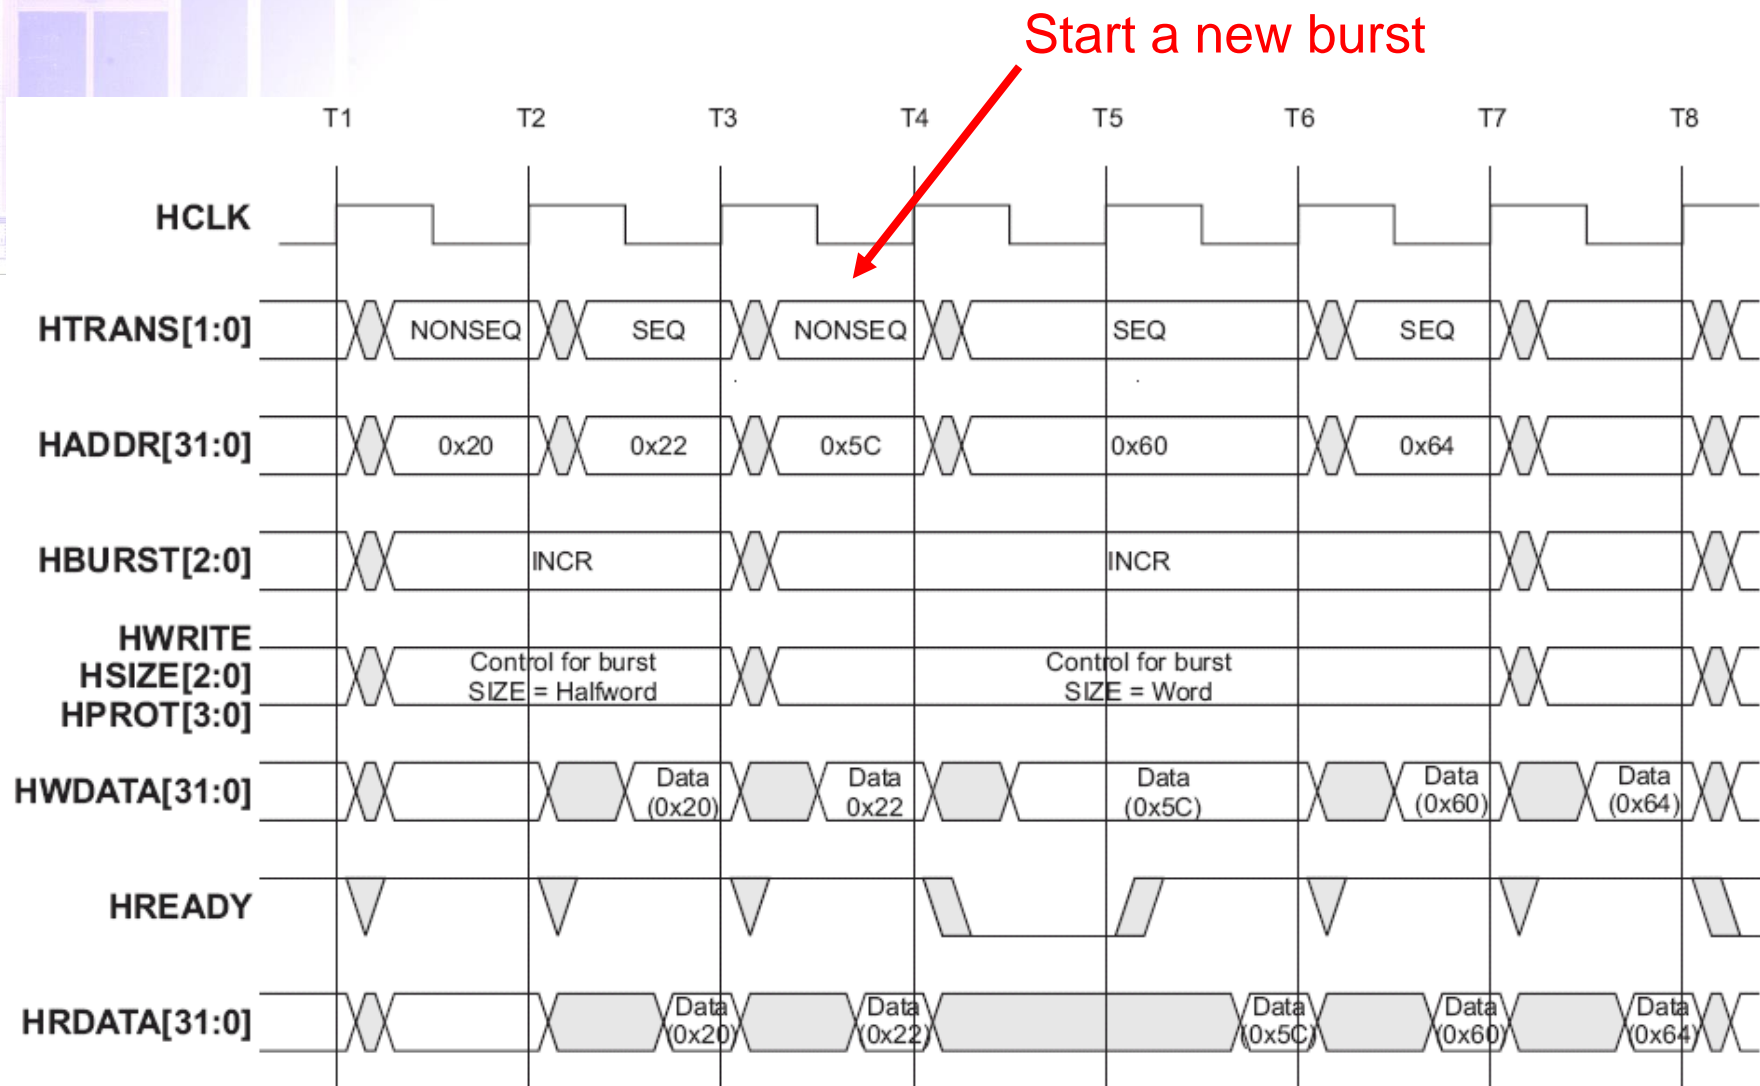 Start a new burst
T1 T2 T3 T4 T5 T6 T7 T8
HCLK
HTRANS[1:0] NONSEQ SEQ NONSEQ SEQ SEQ
HADDR[31:0] 0x20 0x22 0x5C 0x60 0x64
HBURST[2:0] INCR INCR
HWRITE
HSIZE[2:0]
HPROT[3:0]
Control for burst
SIZE = Halfword
Control for burst
SIZE = Word
HWDATA[31:0]
Data
(0x20)
Data
0x22
Data
(0x5C)
Data
(0x60)
Data
(0x64)
HREADY
HRDATA[31:0]
Data
(0x20)
Data
(0x22)
Data
(0x5C)
Data
(0x60)
Data
(0x64)